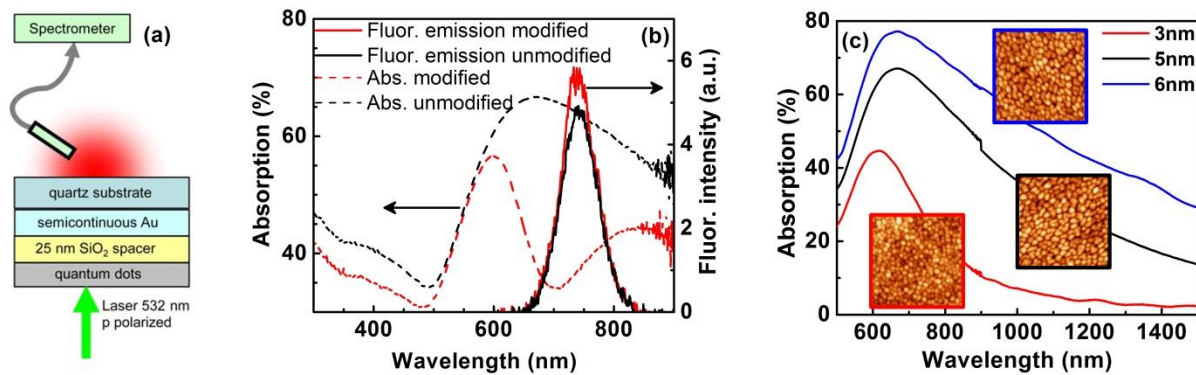 Spectrometer
(a)
quartz substrate
semicontinuous Au
25 nm SiO₂ spacer
quantum dots
Laser 532 nm
p polarized
80
70
60
50
40
Absorption (%)
Fluor. emission modified
Fluor. emission unmodified
Abs. modified
Abs. unmodified
(b)
6
4
2
0
Fluor. intensity (a.u.)
400
600
800
Wavelength (nm)
80
60
40
20
0
Absorption (%)
(c)
3nm
5nm
6nm
600
800
1000
1200
1400
Wavelength (nm)